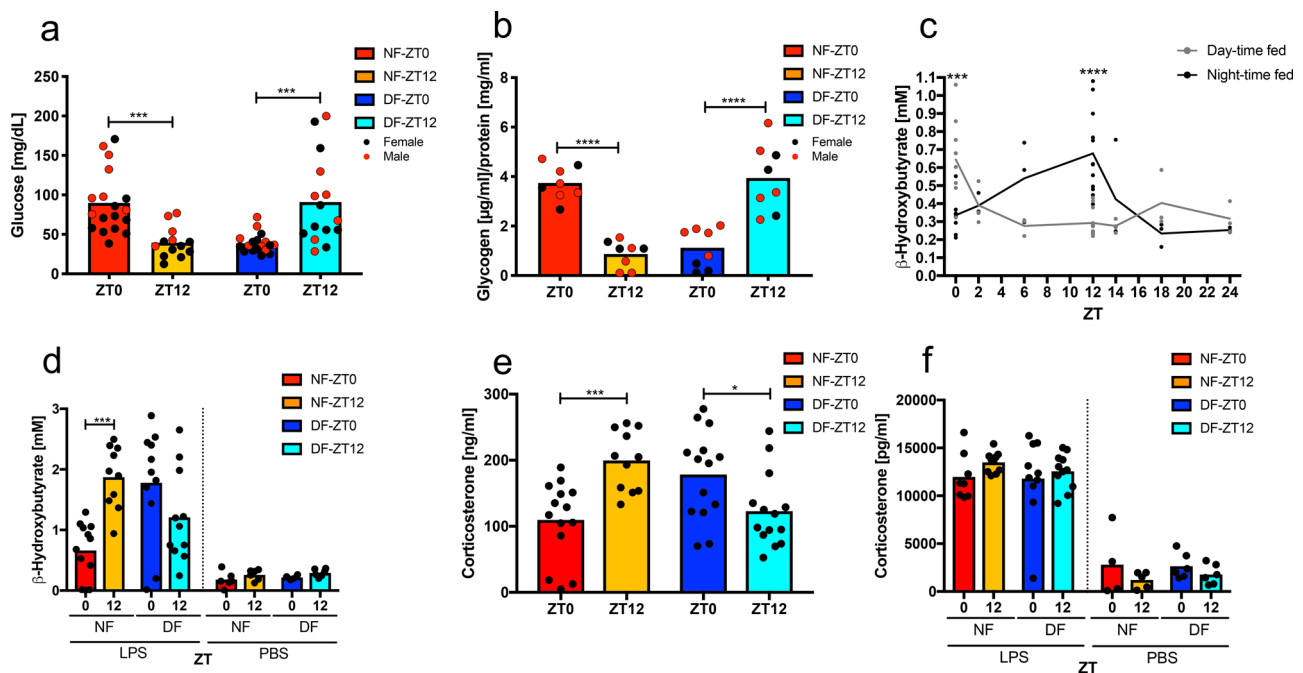 a
Glucose [mg/dL]
250
200
150
100
50
0
***
***
ZT0 ZT12 ZT0 ZT12
NF-ZT0
NF-ZT12
DF-ZT0
DF-ZT12
Female
Male
b
Glycogen [µg/ml]/protein [mg/ml]
8
6
4
2
0
****
****
ZT0 ZT12 ZT0 ZT12
NF-ZT0
NF-ZT12
DF-ZT0
DF-ZT12
Female
Male
c
Day-time fed
Night-time fed
β-Hydroxybutyrate [mM]
1.1
1.0
0.9
0.8
0.7
0.6
0.5
0.4
0.3
0.2
0.1
0.0
***
****
0 2 4 6 8 10 12 14 16 18 20 22 24
ZT
d
β-Hydroxybutyrate [mM]
3
2
1
0
***
NF-ZT0
NF-ZT12
DF-ZT0
DF-ZT12
0 12 0 12 0 12 0 12
NF DF NF DF
LPS PBS
ZT
e
Corticosterone [ng/ml]
300
200
100
0
***
*
ZT0 ZT12 ZT0 ZT12
NF-ZT0
NF-ZT12
DF-ZT0
DF-ZT12
f
Corticosterone [pg/ml]
20000
15000
10000
5000
0
NF-ZT0
NF-ZT12
DF-ZT0
DF-ZT12
0 12 0 12 0 12 0 12
NF DF NF DF
LPS PBS
ZT